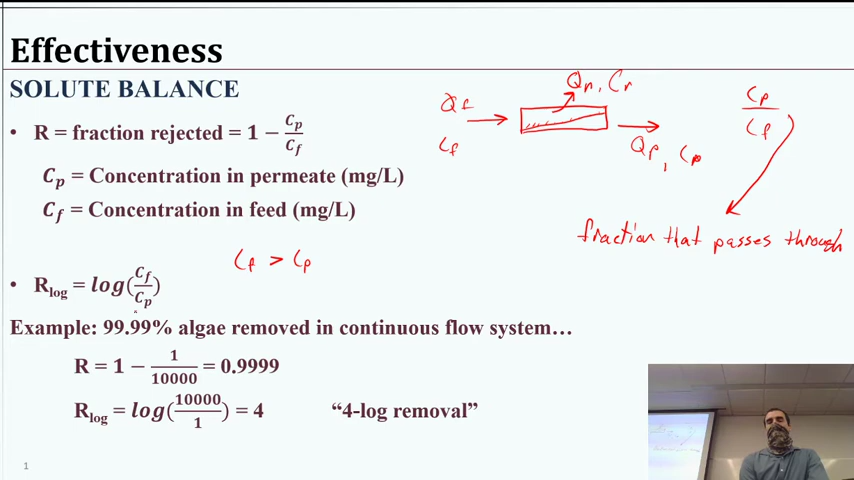 Effectiveness
SOLUTE BALANCE
• R = fraction rejected = 1 − Cp/Cf
Cp = Concentration in permeate (mg/L)
Cf = Concentration in feed (mg/L)
Cf > Cp
• Rlog = log(Cf/Cp)
Example: 99.99% algae removed in continuous flow system…
R = 1 − 1/10000 = 0.9999
Rlog = log(10000/1) = 4 “4-log removal”
1
Qr, Cr
Qf
Cf
Qp, Cp
Cp/Cf
fraction that passes through